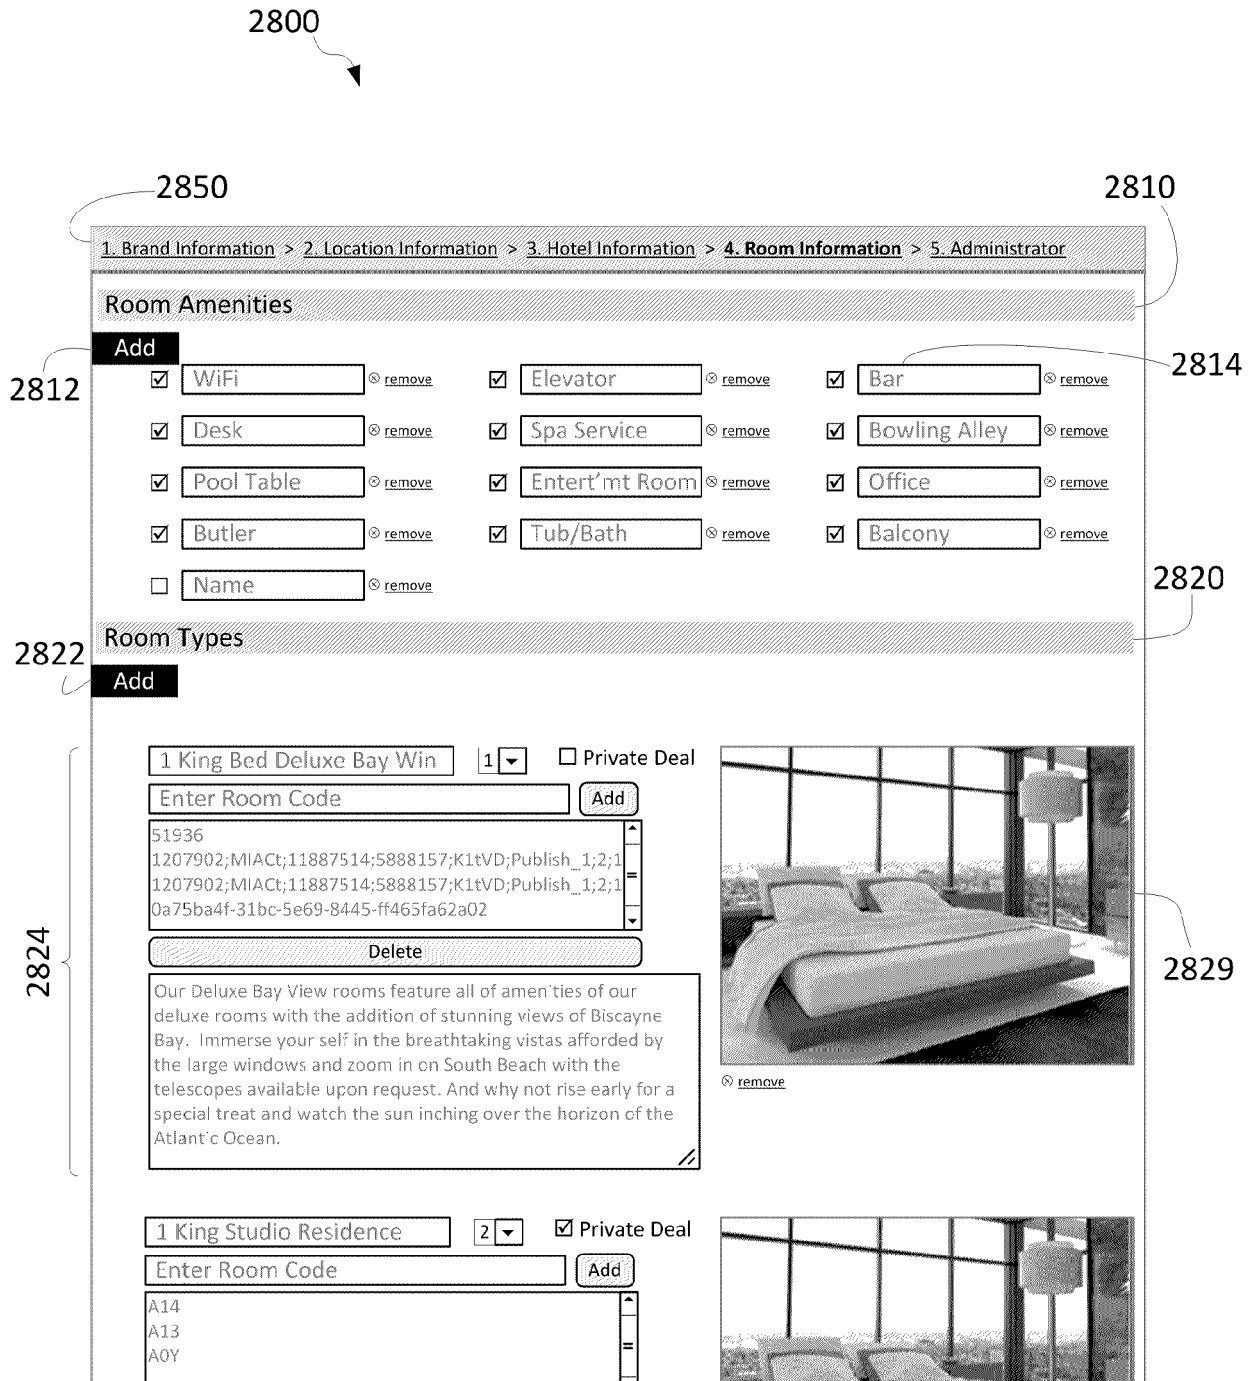 2800
2850
2810
1. Brand Information > 2. Location Information > 3. Hotel Information > 4. Room Information > 5. Administrator
Room Amenities
Add
2812
2814
WiFi remove Elevator remove Bar remove
Desk remove Spa Service remove Bowling Alley remove
Pool Table remove Entert'mt Room remove Office remove
Butler remove Tub/Bath remove Balcony remove
Name remove
2820
Room Types
2822
Add
2824
1 King Bed Deluxe Bay Win 1 Private Deal
Enter Room Code Add
51936
1207902;MIACt;11887514;5888157;K1tVD;Publish_1;2;1
1207902;MIACt;11887514;5888157;K1tVD;Publish_1;2;1
0a75ba4f-31bc-5e69-8445-ff465fa62a02
Delete
2829
Our Deluxe Bay View rooms feature all of amenities of our
deluxe rooms with the addition of stunning views of Biscayne
Bay. Immerse your self in the breathtaking vistas afforded by
the large windows and zoom in on South Beach with the
telescopes available upon request. And why not rise early for a
special treat and watch the sun inching over the horizon of the
Atlantic Ocean.
remove
1 King Studio Residence 2 Private Deal
Enter Room Code Add
A14
A13
A0Y